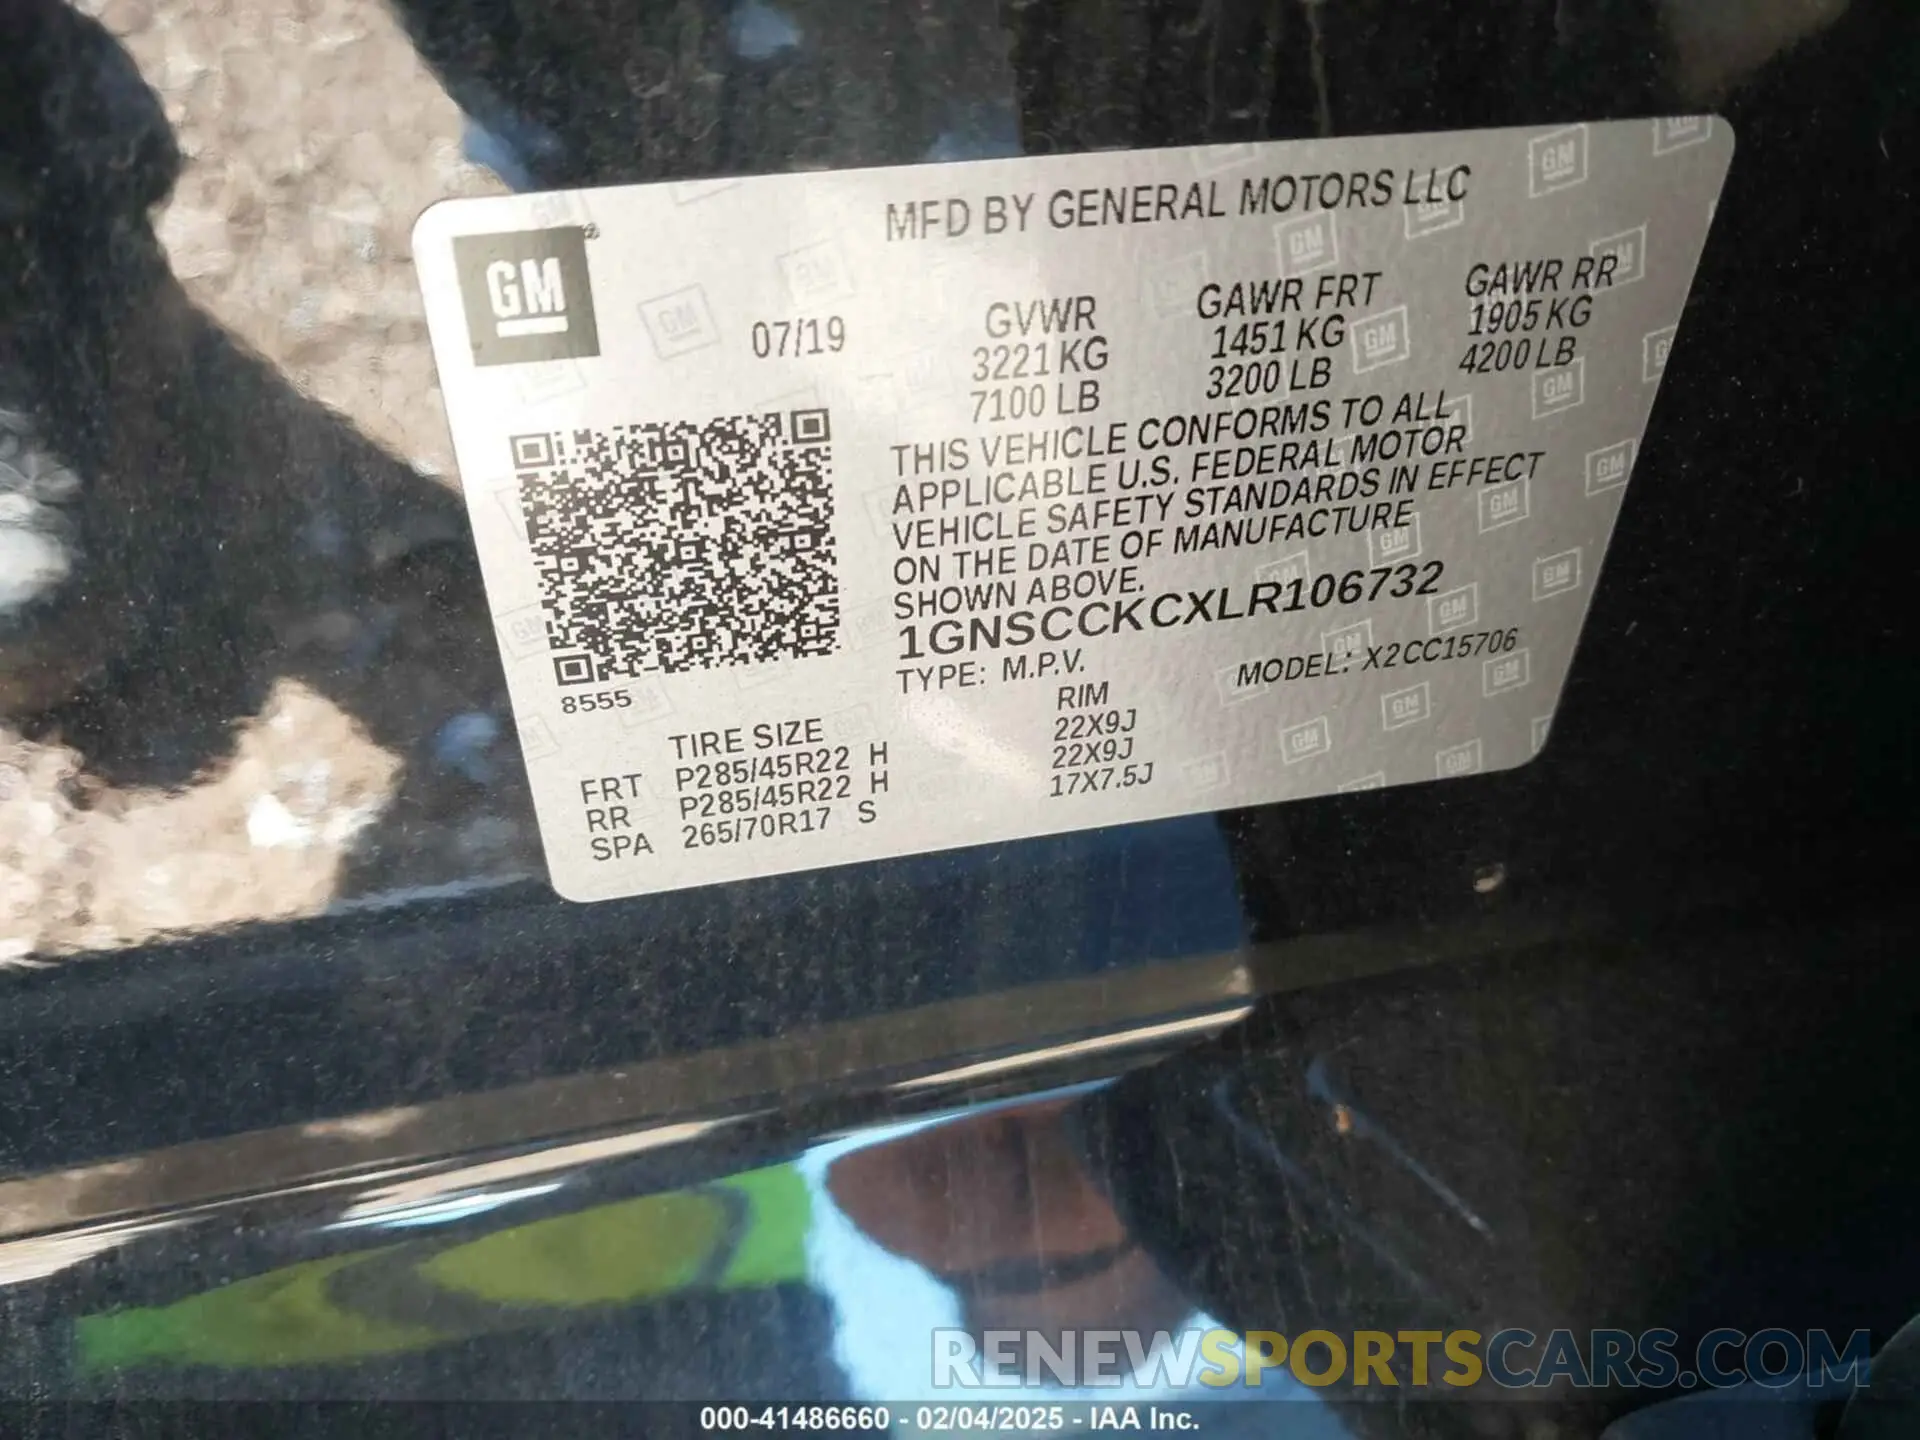 MFD BY GENERAL MOTORS LLC
GM
07/19
GVWR
3221 KG
7100 LB
GAWR FRT
1451 KG
3200 LB
GAWR RR
1905 KG
4200 LB
THIS VEHICLE CONFORMS TO ALL
APPLICABLE U.S. FEDERAL MOTOR
VEHICLE SAFETY STANDARDS IN EFFECT
ON THE DATE OF MANUFACTURE
SHOWN ABOVE.
1GNSCCKCXLR106732
TYPE: M.P.V.
MODEL: X2CC15706
8555
TIRE SIZE
RIM
FRT P285/45R22 H 22X9J
RR P285/45R22 H 22X9J
SPA 265/70R17 S 17X7.5J
RENEWSPORTSCARS.COM
000-41486660 - 02/04/2025 - IAA Inc.